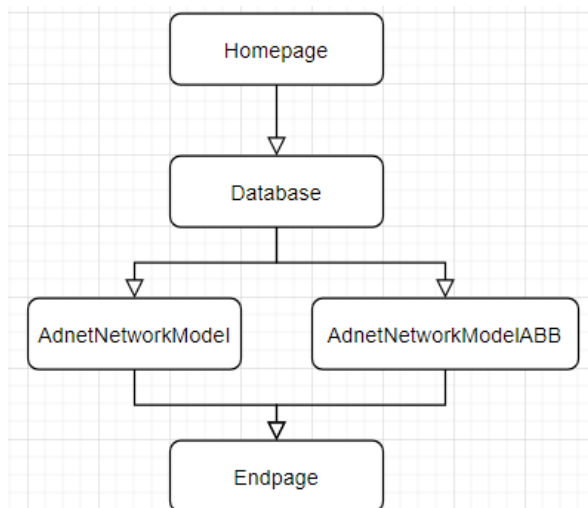 Homepage
Database
AdnetNetworkModel
AdnetNetworkModelABB
Endpage